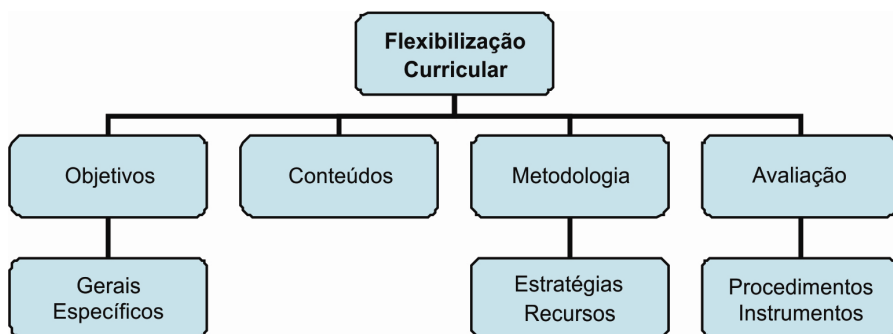 Flexibilização
Curricular
Objetivos
Conteúdos
Metodologia
Avaliação
Gerais
Específicos
Estratégias
Recursos
Procedimentos
Instrumentos